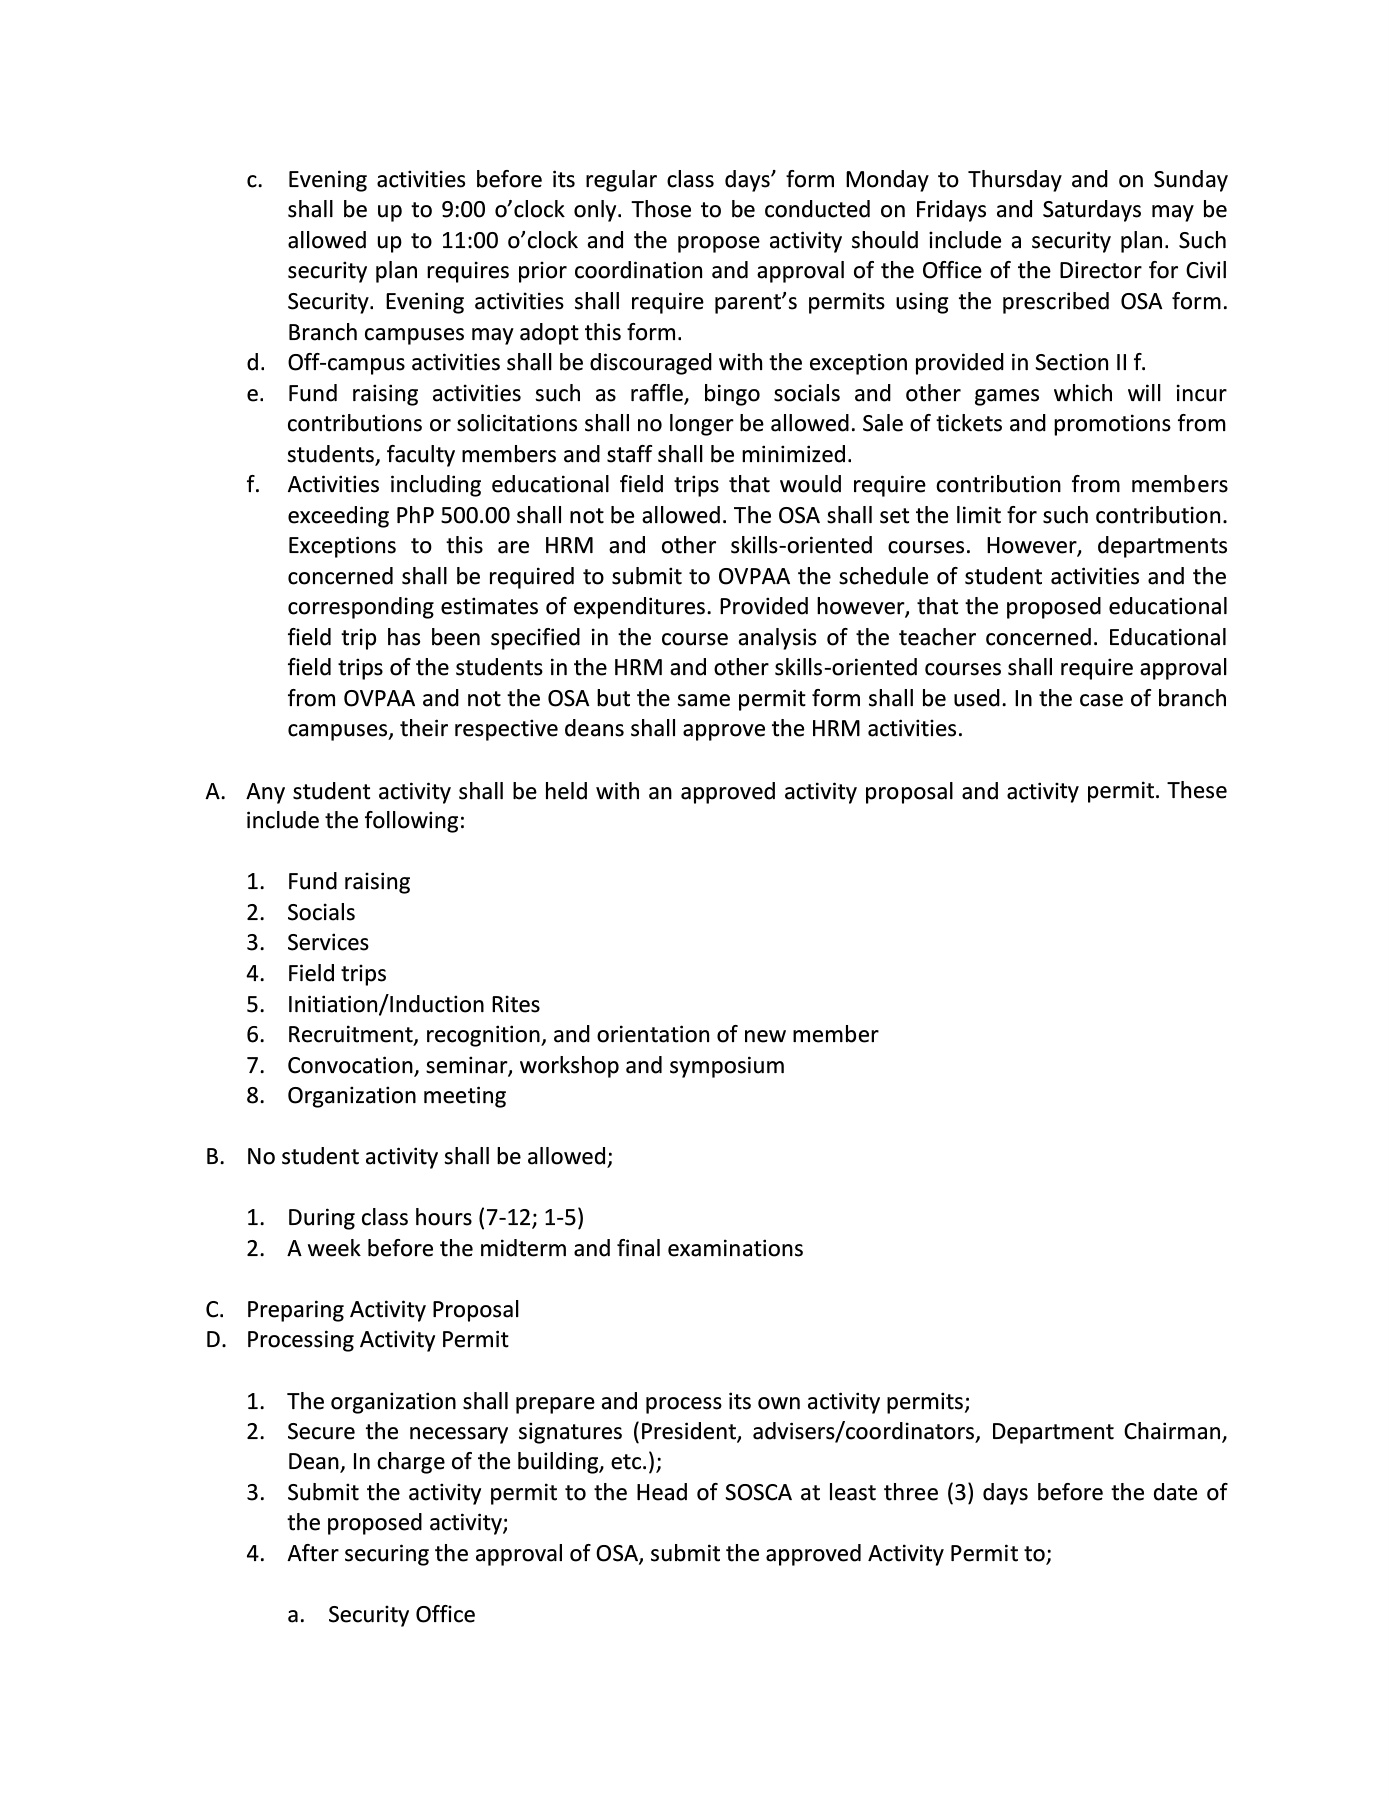 c. Evening activities before its regular class days’ form Monday to Thursday and on Sunday
shall be up to 9:00 o’clock only. Those to be conducted on Fridays and Saturdays may be
allowed up to 11:00 o’clock and the propose activity should include a security plan. Such
security plan requires prior coordination and approval of the Office of the Director for Civil
Security. Evening activities shall require parent’s permits using the prescribed OSA form.
Branch campuses may adopt this form.
d. Off-campus activities shall be discouraged with the exception provided in Section II f.
e. Fund raising activities such as raffle, bingo socials and other games which will incur
contributions or solicitations shall no longer be allowed. Sale of tickets and promotions from
students, faculty members and staff shall be minimized.
f. Activities including educational field trips that would require contribution from members
exceeding PhP 500.00 shall not be allowed. The OSA shall set the limit for such contribution.
Exceptions to this are HRM and other skills-oriented courses. However, departments
concerned shall be required to submit to OVPAA the schedule of student activities and the
corresponding estimates of expenditures. Provided however, that the proposed educational
field trip has been specified in the course analysis of the teacher concerned. Educational
field trips of the students in the HRM and other skills-oriented courses shall require approval
from OVPAA and not the OSA but the same permit form shall be used. In the case of branch
campuses, their respective deans shall approve the HRM activities.
A. Any student activity shall be held with an approved activity proposal and activity permit. These
include the following:
1. Fund raising
2. Socials
3. Services
4. Field trips
5. Initiation/Induction Rites
6. Recruitment, recognition, and orientation of new member
7. Convocation, seminar, workshop and symposium
8. Organization meeting
B. No student activity shall be allowed;
1. During class hours (7-12; 1-5)
2. A week before the midterm and final examinations
C. Preparing Activity Proposal
D. Processing Activity Permit
1. The organization shall prepare and process its own activity permits;
2. Secure the necessary signatures (President, advisers/coordinators, Department Chairman,
Dean, In charge of the building, etc.);
3. Submit the activity permit to the Head of SOSCA at least three (3) days before the date of
the proposed activity;
4. After securing the approval of OSA, submit the approved Activity Permit to;
a. Security Office